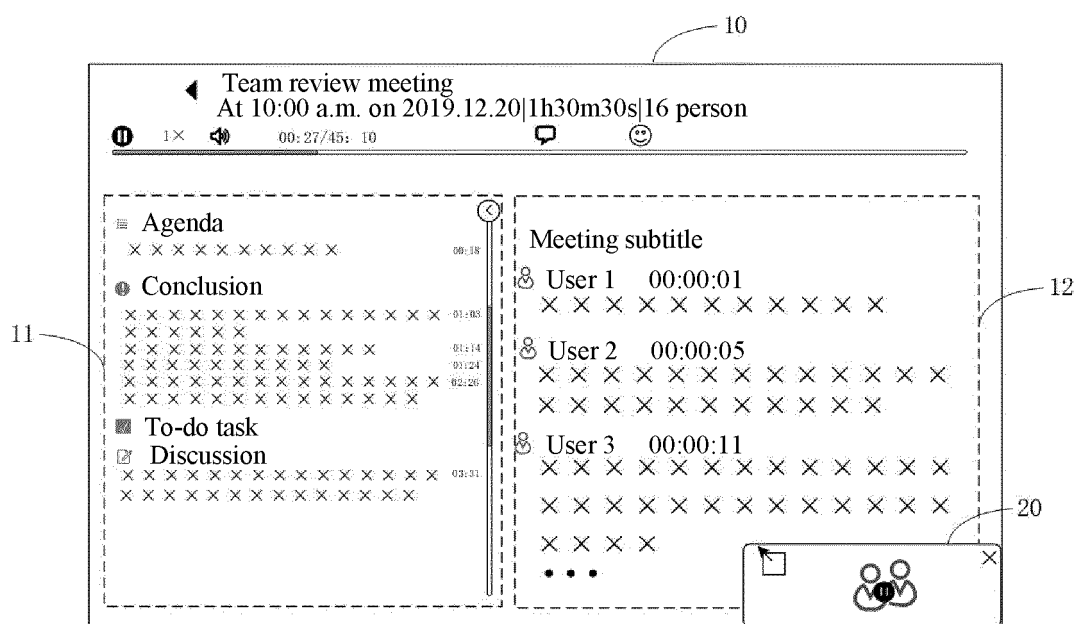 10
Team review meeting
At 10:00 a.m. on 2019.12.20|1h30m30s|16 person
1× 00:27/45: 10
Agenda
× × × × × × × × × × 00:18
Conclusion
× × × × × × × × × × × × × × 01:03
× × × × × ×
× × × × × × × × × × × 01:14
× × × × × × × × × × 01:24
× × × × × × × × × × × × × × 02:26
× × × × × × × × × × × × ×
To-do task
Discussion
× × × × × × × × × × × × × × 03:31
× × × × × × × × × × × × × ×
11
Meeting subtitle
User 1 00:00:01
× × × × × × × × × × ×
User 2 00:00:05
× × × × × × × × × × × × ×
× × × × × × × × × × ×
User 3 00:00:11
× × × × × × × × × × × × ×
× × × × × × × × × × × × ×
× × × ×
• • •
12
20
×